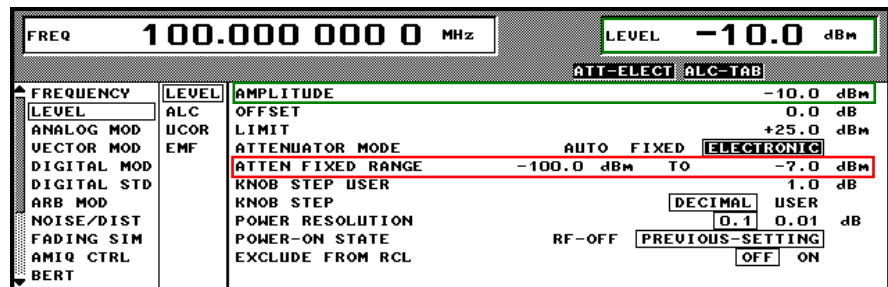 FREQ 100.000 000 0 MHz LEVEL -10.0 dBm
ATT-ELECT ALC-TAB
FREQUENCY LEVEL AMPLITUDE -10.0 dBm
LEVEL ALC OFFSET 0.0 dB
ANALOG MOD UCOR LIMIT +25.0 dBm
VECTOR MOD EMF ATTENUATOR MODE AUTO FIXED ELECTRONIC
DIGITAL MOD ATTEN FIXED RANGE -100.0 dBm TO -7.0 dBm
DIGITAL STD KNOB STEP USER 1.0 dB
ARB MOD KNOB STEP DECIMAL USER
NOISE/DIST POWER RESOLUTION 0.1 0.01 dB
FADING SIM POWER-ON STATE RF-OFF PREVIOUS-SETTING
AMIQ CTRL EXCLUDE FROM RCL OFF ON
BERT